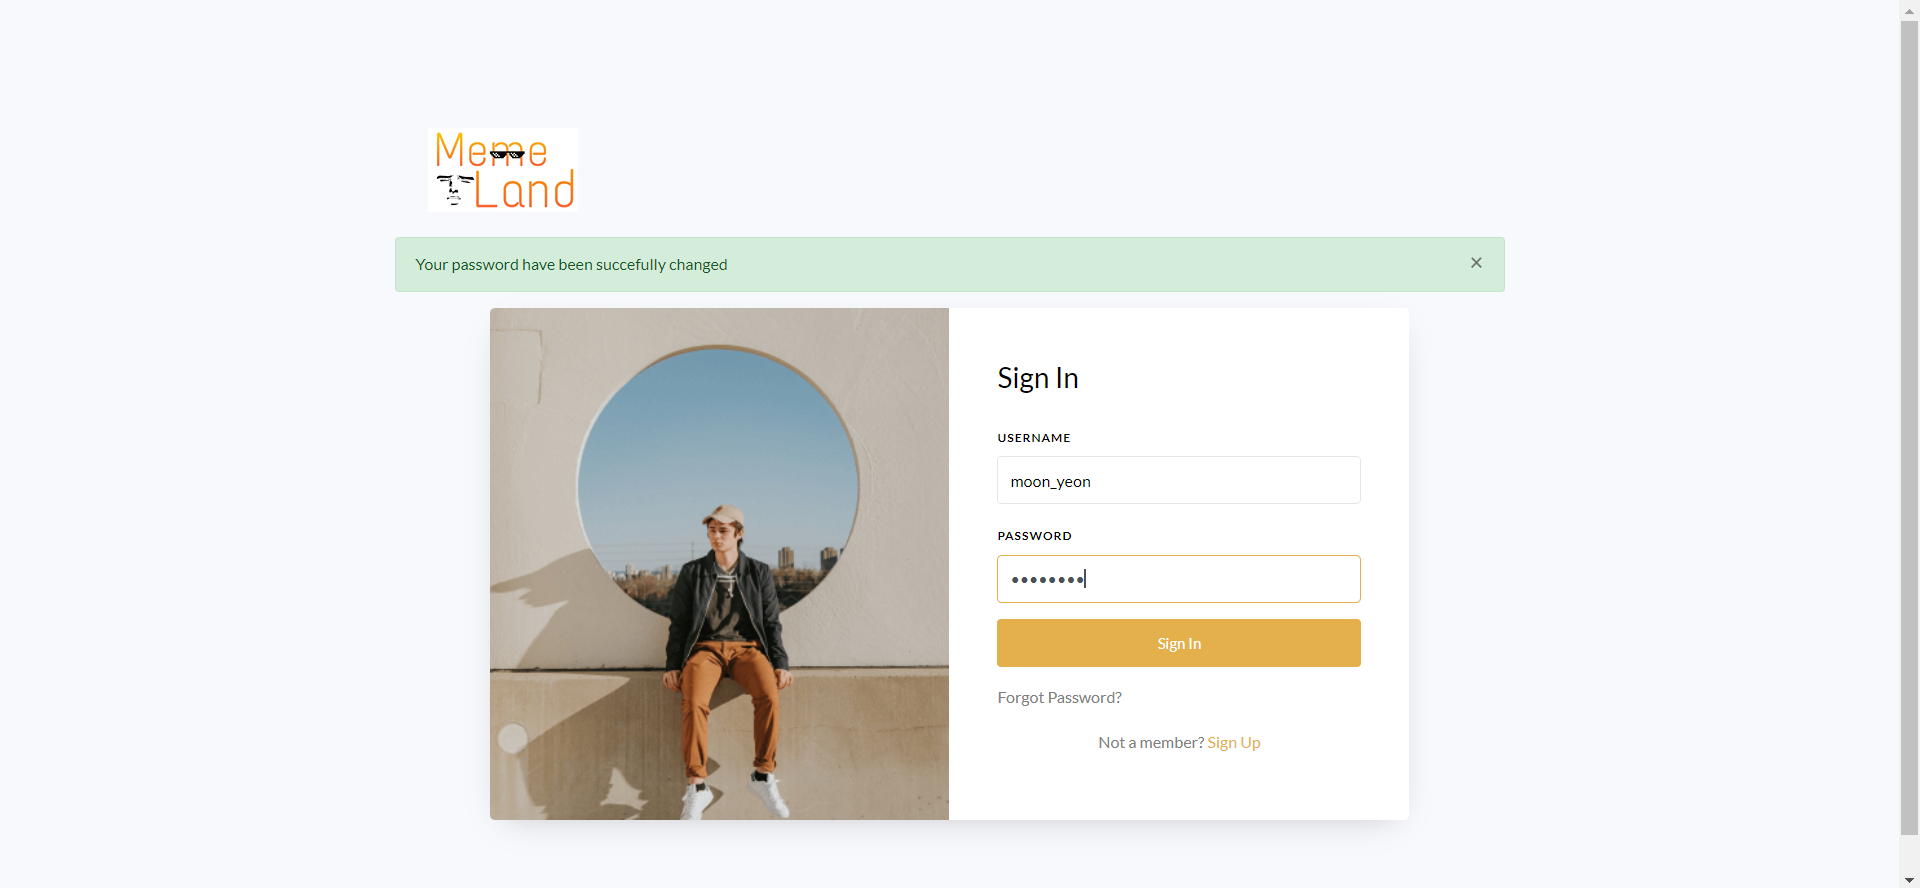 Meme
Land
Your password have been succefully changed
×
Sign In
USERNAME
moon_yeon
PASSWORD
••••••••
Sign In
Forgot Password?
Not a member? Sign Up